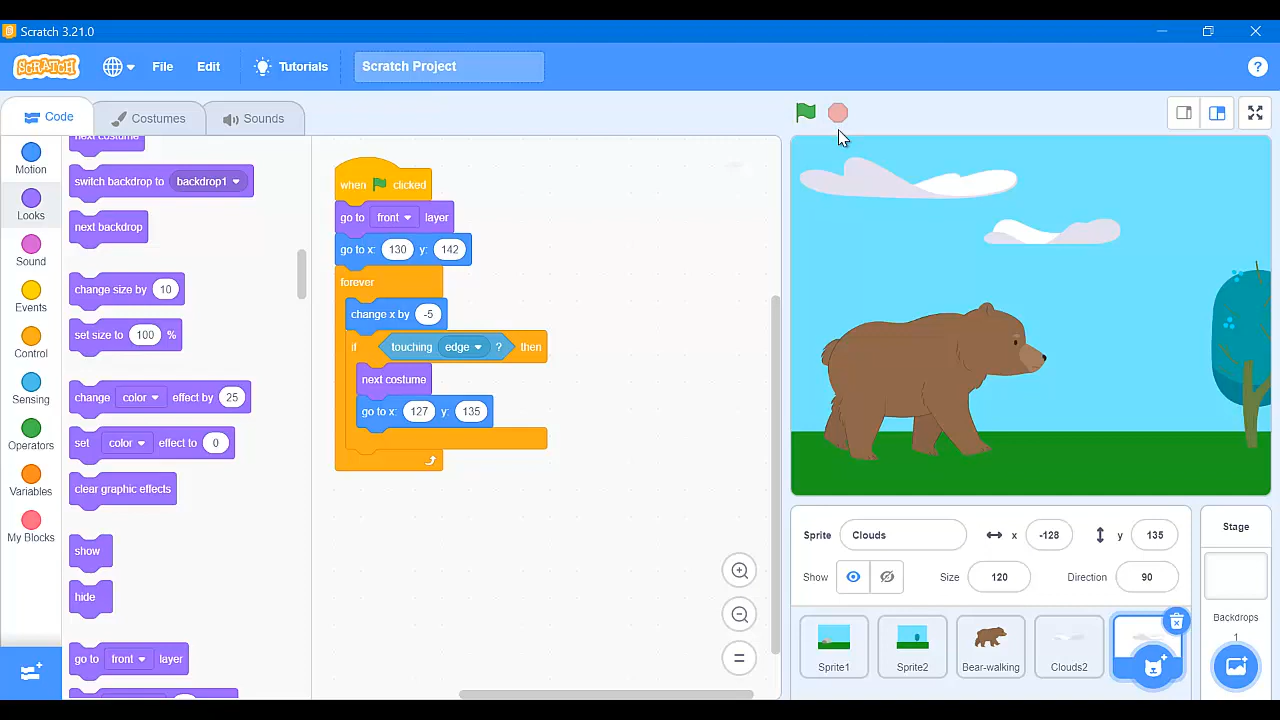 Scratch 3.21.0
SCRATCH File Edit Tutorials Scratch Project ?
Code Costumes Sounds
Motion
Looks
Sound
Events
Control
Sensing
Operators
Variables
My Blocks
next costume
switch backdrop to backdrop1
next backdrop
change size by 10
set size to 100 %
change color effect by 25
set color effect to 0
clear graphic effects
show
hide
go to front layer
when clicked
go to front layer
go to x: 130 y: 142
forever
change x by -5
if touching edge ? then
next costume
go to x: 127 y: 135
Sprite Clouds x -128 y 135
Show Size 120 Direction 90
Sprite1 Sprite2 Bear-walking Clouds2
Stage
Backdrops
1